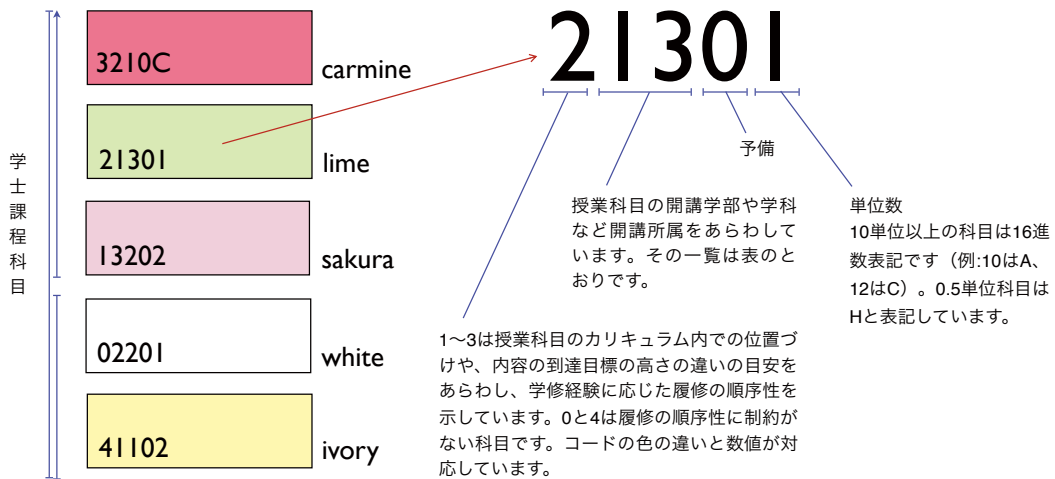 学士課程科目
3210C
carmine
21301
lime
13202
sakura
02201
white
41102
ivory
21301
予備
授業科目の開講学部や学科
など開講所属をあらわして
います。その一覧は表のと
おりです。
単位数
10単位以上の科目は16進
数表記です（例:10はA、
12はC）。0.5単位科目は
Hと表記しています。
1〜3は授業科目のカリキュラム内での位置づ
けや、内容の到達目標の高さの違いの目安を
あらわし、学修経験に応じた履修の順序性を
示しています。0と4は履修の順序性に制約が
ない科目です。コードの色の違いと数値が対
応しています。